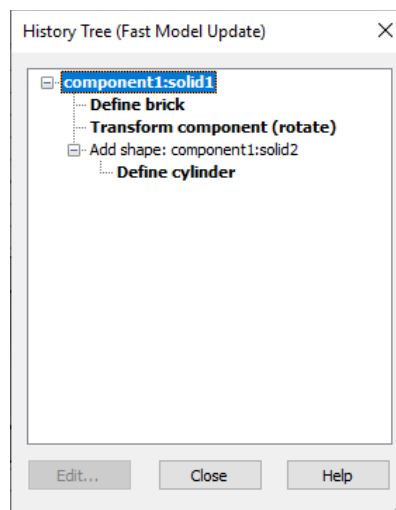 History Tree (Fast Model Update)
component1:solid1
Define brick
Transform component (rotate)
Add shape: component1:solid2
Define cylinder
Edit...
Close
Help